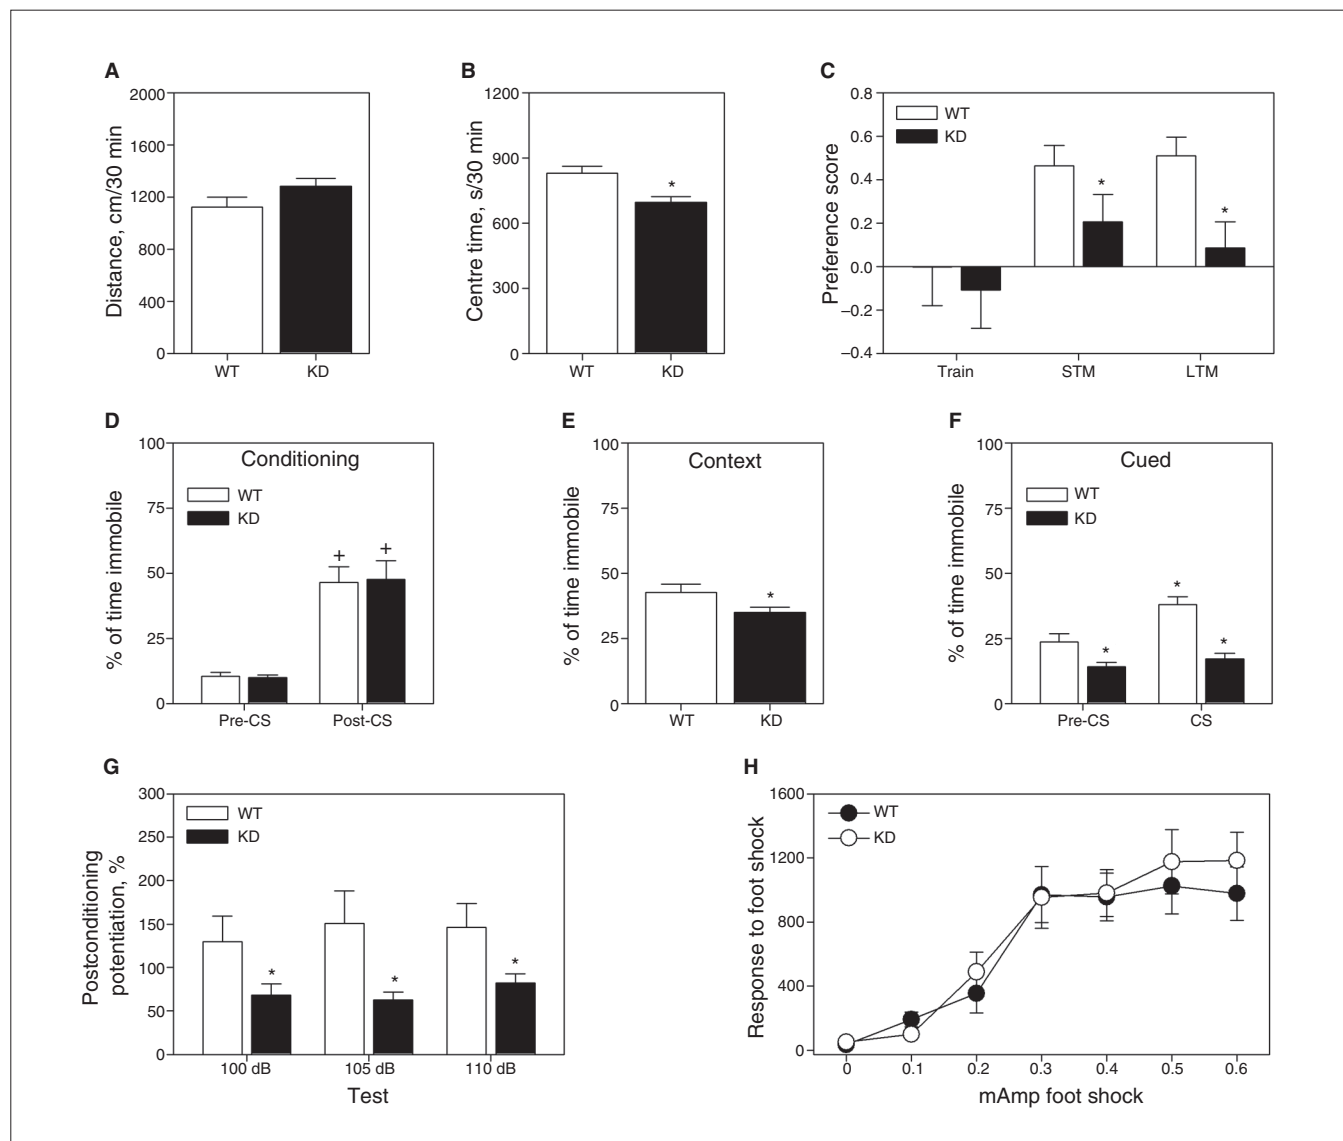 A
Distance, cm/30 min
2000
1600
1200
800
400
0
WT
KD
B
Centre time, s/30 min
1200
900
600
300
0
*
WT
KD
C
Preference score
0.8
0.6
0.4
0.2
0.0
–0.2
–0.4
WT
KD
*
*
Train
STM
LTM
D
% of time immobile
100
75
50
25
0
Conditioning
WT
KD
+
+
Pre-CS
Post-CS
E
% of time immobile
100
75
50
25
0
Context
*
WT
KD
F
% of time immobile
100
75
50
25
0
Cued
WT
KD
*
*
*
Pre-CS
CS
G
Postconditioning
potentiation, %
300
250
200
150
100
50
0
WT
KD
*
*
*
100 dB
105 dB
110 dB
Test
H
Response to foot shock
1600
1200
800
400
0
WT
KD
0
0.1
0.2
0.3
0.4
0.5
0.6
mAmp foot shock